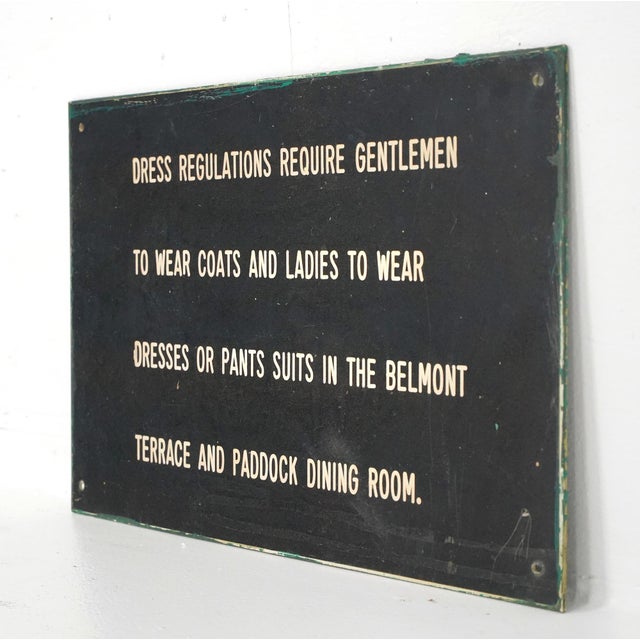 DRESS REGULATIONS REQUIRE GENTLEMEN
TO WEAR COATS AND LADIES TO WEAR
DRESSES OR PANTS SUITS IN THE BELMONT
TERRACE AND PADDOCK DINING ROOM.